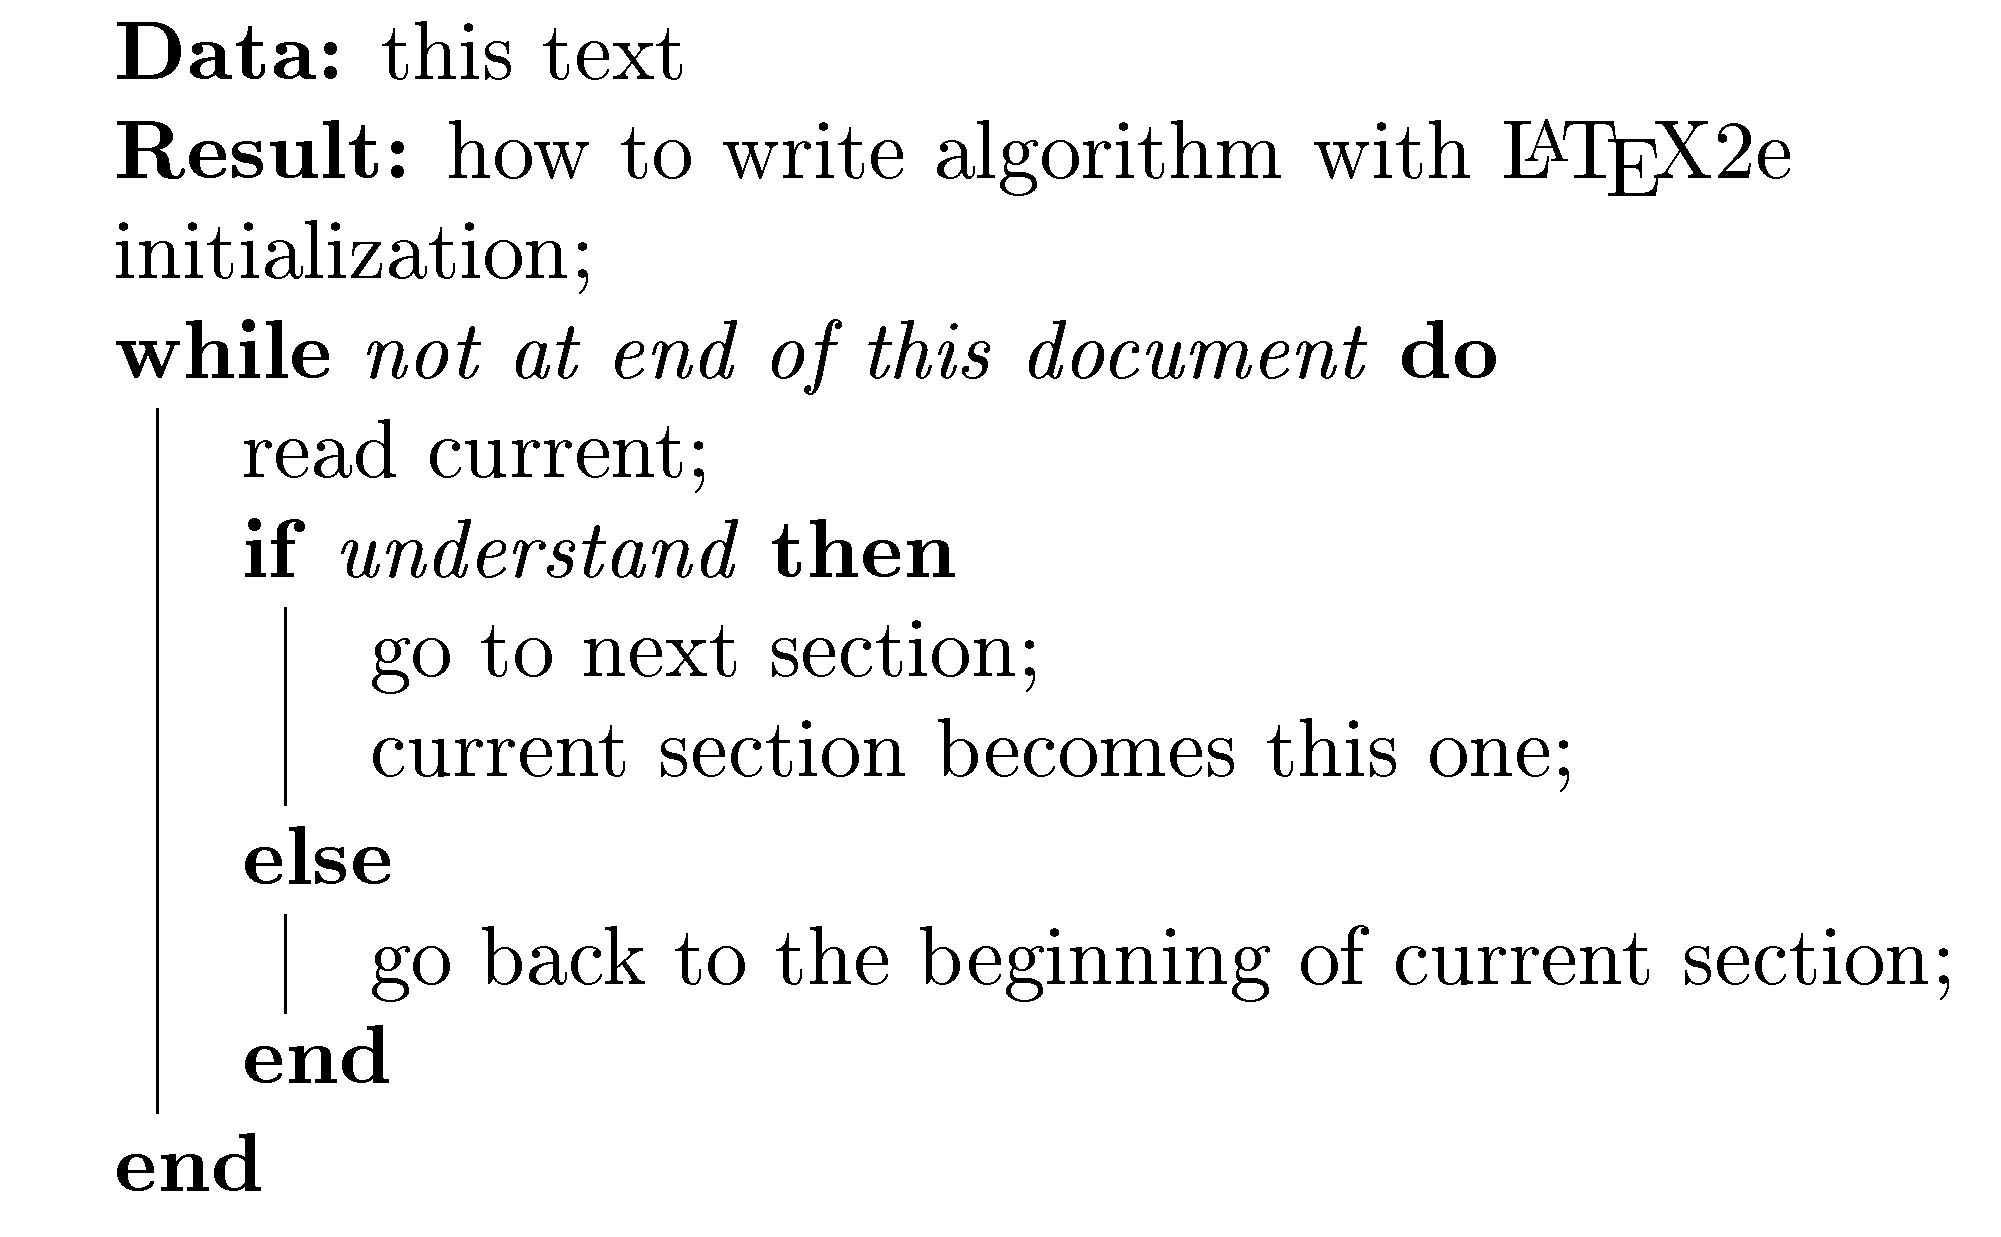 Data: this text
Result: how to write algorithm with LATEX2e
initialization;
while not at end of this document do
read current;
if understand then
go to next section;
current section becomes this one;
else
go back to the beginning of current section;
end
end